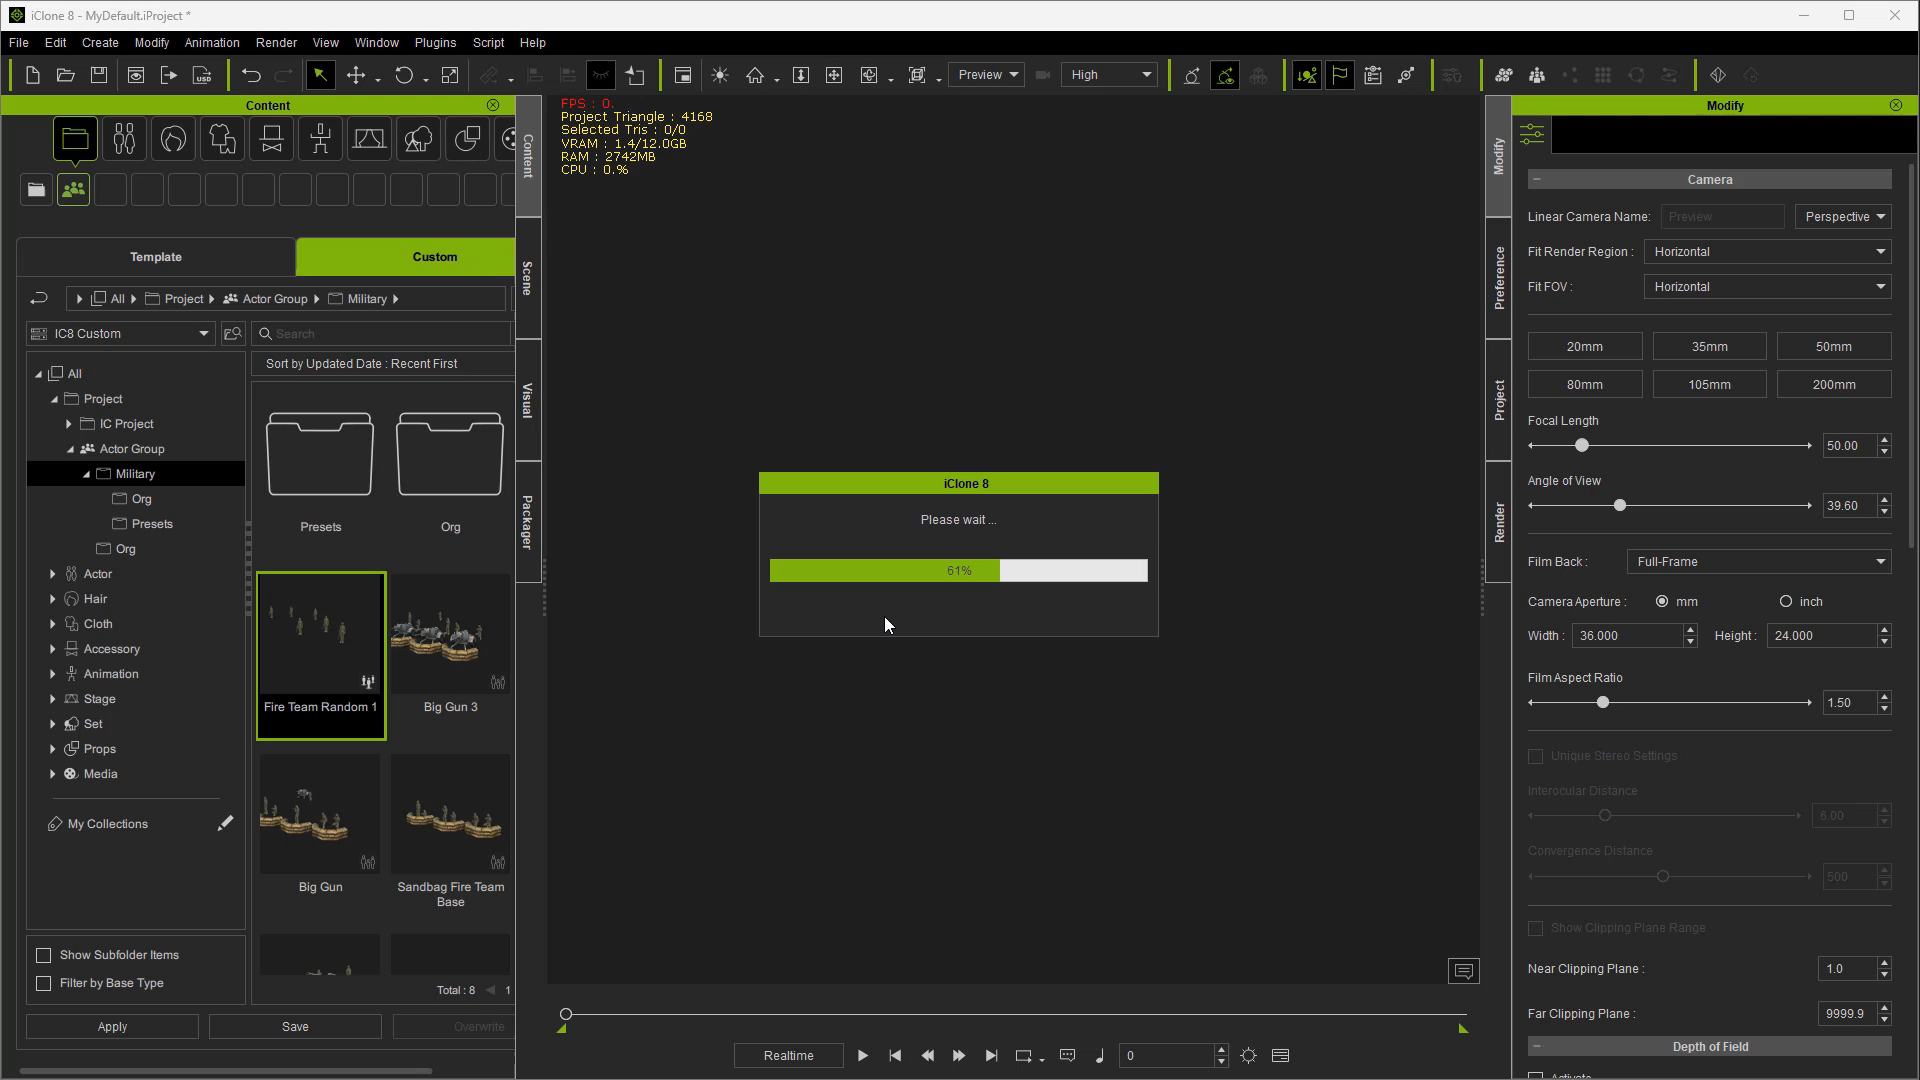 iClone 8 - MyDefault.iProject *
File Edit Create Modify Animation Render View Window Plugins Script Help
USD
Preview High
Content
Content
Scene
Visual
Packager
Template Custom
All Project Actor Group Military
IC8 Custom
Search
Sort by Updated Date : Recent First
All
Project
IC Project
Actor Group
Military
Org
Presets
Org
Actor
Hair
Cloth
Accessory
Animation
Stage
Set
Props
Media
My Collections
Presets Org
Fire Team Random 1 Big Gun 3
Big Gun Sandbag Fire Team Base
Show Subfolder Items
Filter by Base Type
Total : 8 1
Apply Save Overwrite
FPS : 0.
Project Triangle : 4168
Selected Tris : 0/0
VRAM : 1.4/12.0GB
RAM : 2742MB
CPU : 0.%
iClone 8
Please wait ...
61%
Realtime 0
Modify
Preference
Project
Render
Modify
Camera
Linear Camera Name: Preview Perspective
Fit Render Region : Horizontal
Fit FOV : Horizontal
20mm 35mm 50mm
80mm 105mm 200mm
Focal Length
50.00
Angle of View
39.60
Film Back : Full-Frame
Camera Aperture : mm inch
Width : 36.000 Height : 24.000
Film Aspect Ratio
1.50
Unique Stereo Settings
Interocular Distance
6.00
Convergence Distance
500
Show Clipping Plane Range
Near Clipping Plane : 1.0
Far Clipping Plane : 9999.9
Depth of Field
Activate